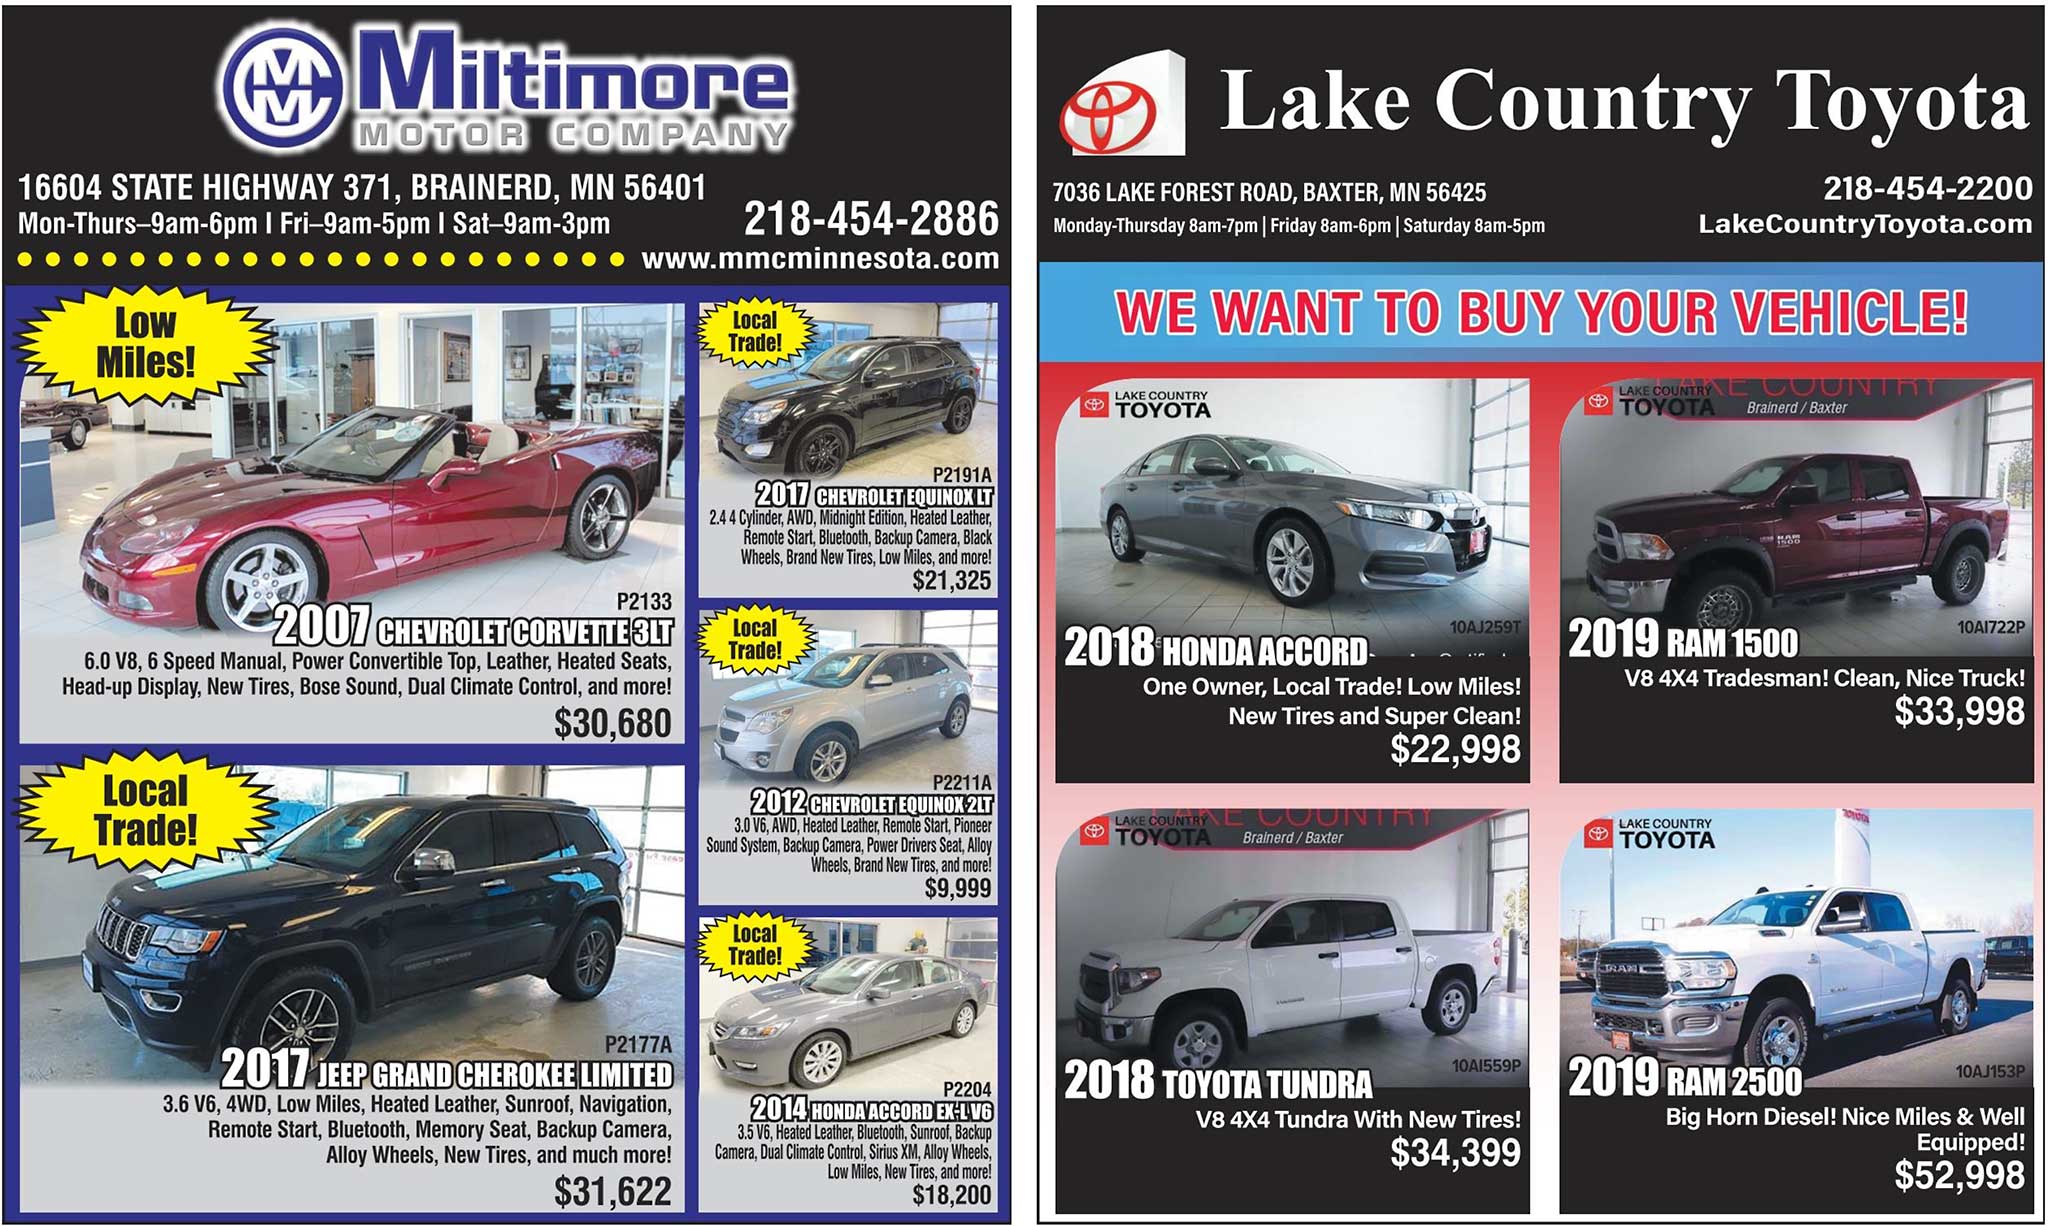 MMC
Miltimore
MOTOR COMPANY
16604 STATE HIGHWAY 371, BRAINERD, MN 56401
Mon-Thurs–9am-6pm I Fri–9am-5pm I Sat–9am-3pm
218-454-2886
www.mmcminnesota.com
Low
Miles!
P2133
2007 CHEVROLET CORVETTE 3LT
6.0 V8, 6 Speed Manual, Power Convertible Top, Leather, Heated Seats,
Head-up Display, New Tires, Bose Sound, Dual Climate Control, and more!
$30,680
Local
Trade!
P2177A
2017 JEEP GRAND CHEROKEE LIMITED
3.6 V6, 4WD, Low Miles, Heated Leather, Sunroof, Navigation,
Remote Start, Bluetooth, Memory Seat, Backup Camera,
Alloy Wheels, New Tires, and much more!
$31,622
Local
Trade!
P2191A
2017 CHEVROLET EQUINOX LT
2.4 4 Cylinder, AWD, Midnight Edition, Heated Leather,
Remote Start, Bluetooth, Backup Camera, Black
Wheels, Brand New Tires, Low Miles, and more!
$21,325
Local
Trade!
P2211A
2012 CHEVROLET EQUINOX 2LT
3.0 V6, AWD, Heated Leather, Remote Start, Pioneer
Sound System, Backup Camera, Power Drivers Seat, Alloy
Wheels, Brand New Tires, and more!
$9,999
Local
Trade!
P2204
2014 HONDA ACCORD EX-L V6
3.5 V6, Heated Leather, Bluetooth, Sunroof, Backup
Camera, Dual Climate Control, Sirius XM, Alloy Wheels,
Low Miles, New Tires, and more!
$18,200
Lake Country Toyota
7036 LAKE FOREST ROAD, BAXTER, MN 56425
Monday-Thursday 8am-7pm | Friday 8am-6pm | Saturday 8am-5pm
218-454-2200
LakeCountryToyota.com
WE WANT TO BUY YOUR VEHICLE!
LAKE COUNTRY
TOYOTA
10AJ259T
2018 HONDA ACCORD
One Owner, Local Trade! Low Miles!
New Tires and Super Clean!
$22,998
LAKE COUNTRY
LAKE COUNTRY
TOYOTA
Brainerd / Baxter
RAM
1500
10AI722P
2019 RAM 1500
V8 4X4 Tradesman! Clean, Nice Truck!
$33,998
LAKE COUNTRY
LAKE COUNTRY
TOYOTA
Brainerd / Baxter
10AI559P
2018 TOYOTA TUNDRA
V8 4X4 Tundra With New Tires!
$34,399
LAKE COUNTRY
TOYOTA
RAM
10AJ153P
2019 RAM 2500
Big Horn Diesel! Nice Miles & Well
Equipped!
$52,998